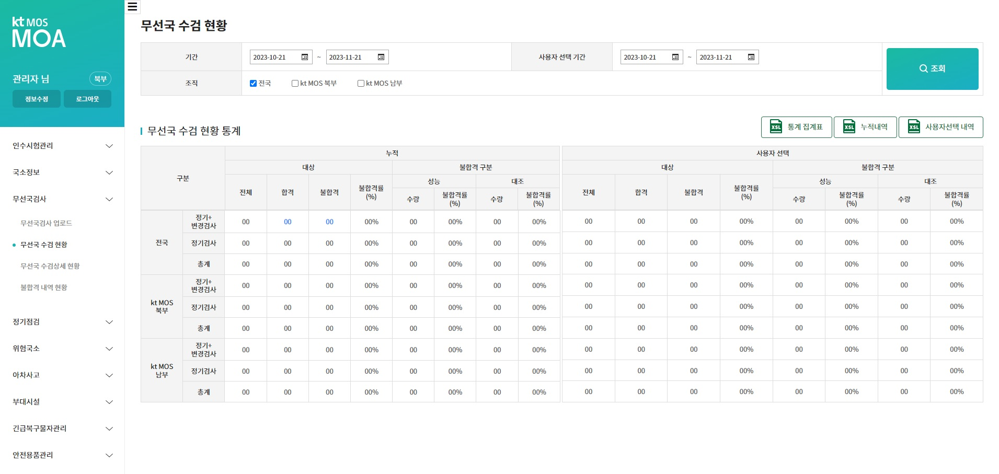 kt MOS
MOA
관리자 님 북부
정보수정 로그아웃
인수시험관리
국소정보
무선국검사
무선국검사 업로드
무선국 수검 현황
무선국 수검상세 현황
불합격 내역 현황
정기점검
위험국소
아차사고
부대시설
긴급복구물자관리
안전용품관리
무선국 수검 현황
기간 2023-10-21 ~ 2023-11-21 사용자 선택 기간 2023-10-21 ~ 2023-11-21
조직 전국 kt MOS 북부 kt MOS 남부
조회
무선국 수검 현황 통계
XSL 통계 집계표 XSL 누적내역 XSL 사용자선택 내역
구분 누적 사용자 선택
대상 불합격 구분 대상 불합격 구분
전체 합격 불합격 불합격률 (%) 성능 대조 전체 합격 불합격 불합격률 (%) 성능 대조
수량 불합격률 (%) 수량 불합격률 (%) 수량 불합격률 (%) 수량 불합격률 (%)
전국
정기+
변경검사 00 00 00 00% 00 00% 00 00% 00 00 00 00% 00 00% 00 00%
정기검사 00 00 00 00% 00 00% 00 00% 00 00 00 00% 00 00% 00 00%
총계 00 00 00 00% 00 00% 00 00% 00 00 00 00% 00 00% 00 00%
kt MOS
북부
정기+
변경검사 00 00 00 00% 00 00% 00 00% 00 00 00 00% 00 00% 00 00%
정기검사 00 00 00 00% 00 00% 00 00% 00 00 00 00% 00 00% 00 00%
총계 00 00 00 00% 00 00% 00 00% 00 00 00 00% 00 00% 00 00%
kt MOS
남부
정기+
변경검사 00 00 00 00% 00 00% 00 00% 00 00 00 00% 00 00% 00 00%
정기검사 00 00 00 00% 00 00% 00 00% 00 00 00 00% 00 00% 00 00%
총계 00 00 00 00% 00 00% 00 00% 00 00 00 00% 00 00% 00 00%